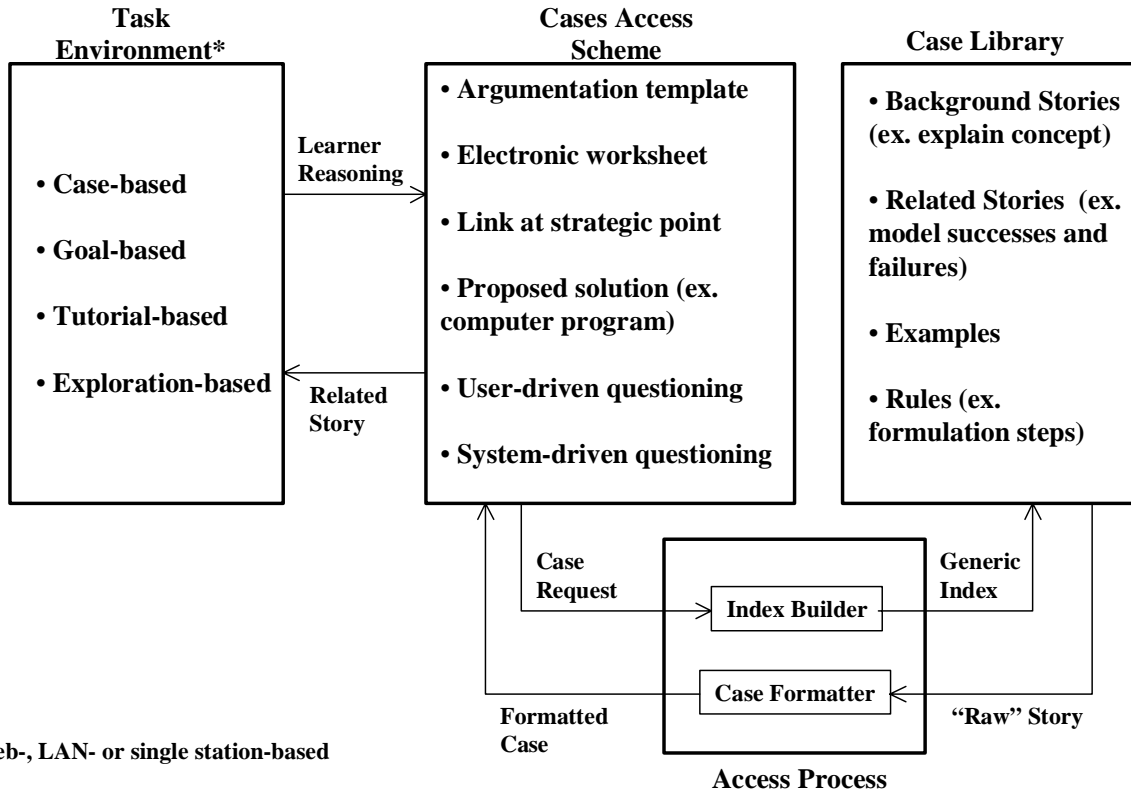 Task
Environment*
• Case-based
• Goal-based
• Tutorial-based
• Exploration-based
Learner
Reasoning
Related
Story
Cases Access
Scheme
• Argumentation template
• Electronic worksheet
• Link at strategic point
• Proposed solution (ex.
computer program)
• User-driven questioning
• System-driven questioning
Case Library
• Background Stories
(ex. explain concept)
• Related Stories (ex.
model successes and
failures)
• Examples
• Rules (ex.
formulation steps)
Case
Request
Index Builder
Generic
Index
Case Formatter
Formatted
Case
“Raw” Story
Access Process
eb-, LAN- or single station-based